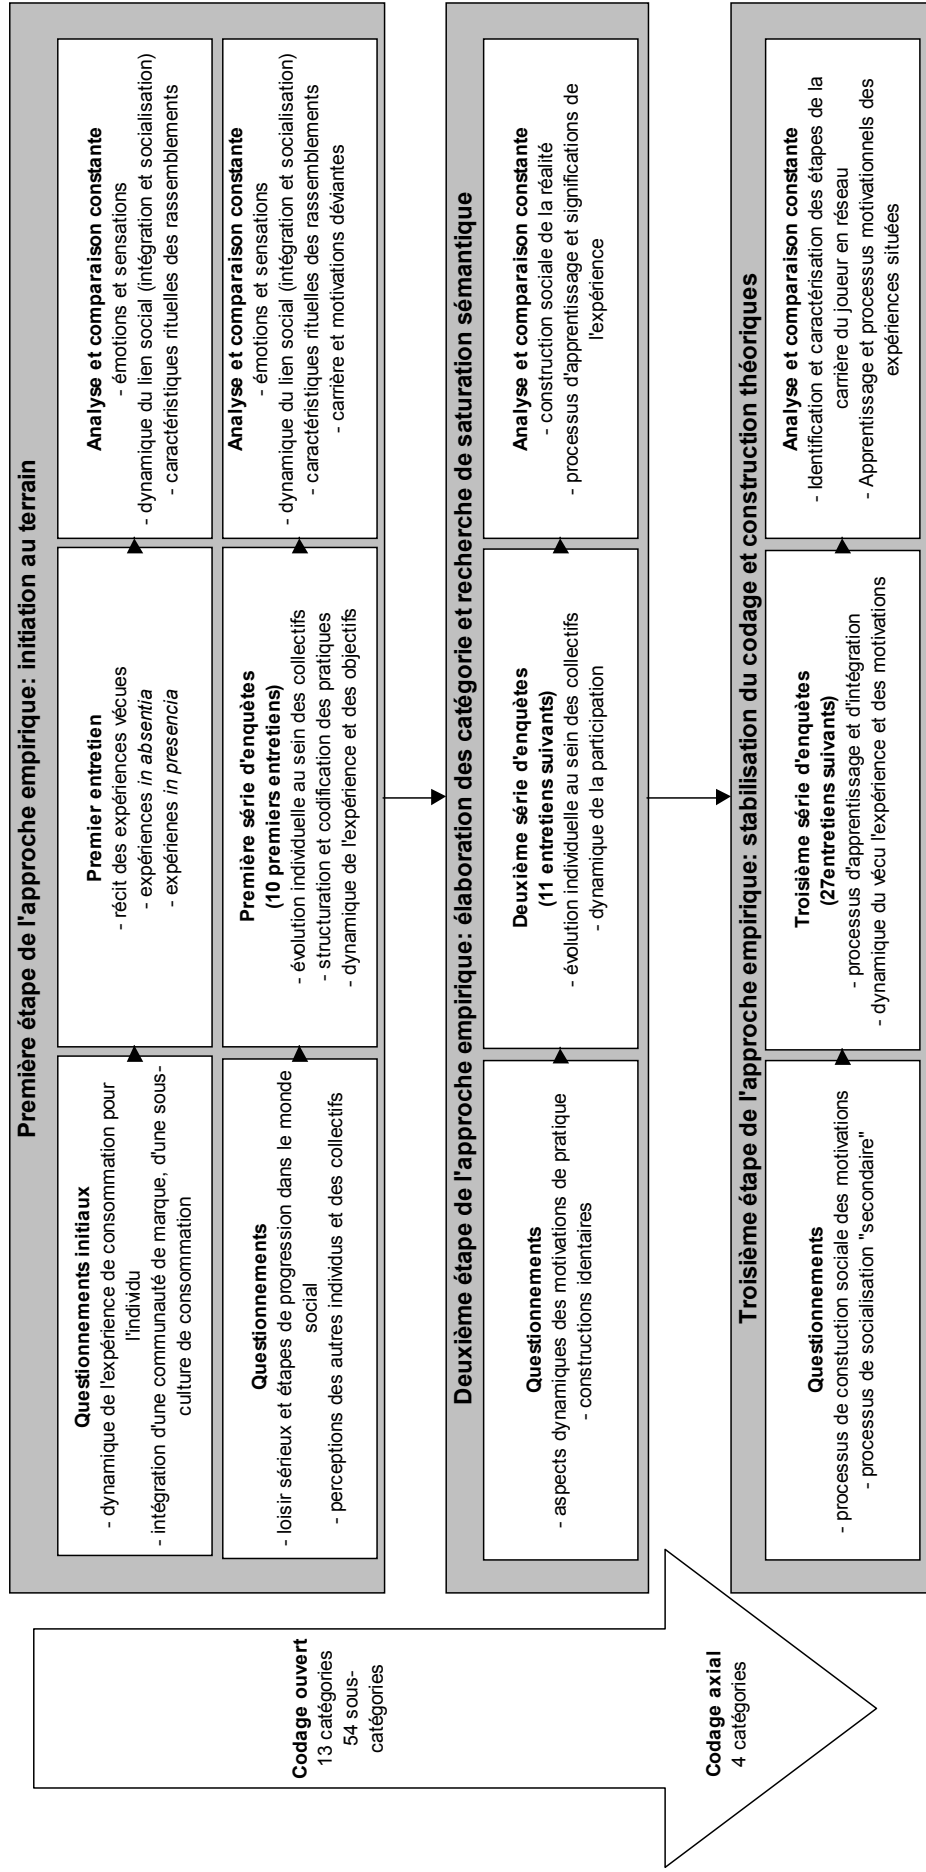 Première étape de l'approche empirique: initiation au terrain
Questionnements initiaux
- dynamique de l'expérience de consommation pour
l'individu
- intégration d'une communauté de marque, d'une sous-
culture de consommation
Premier entretien
- récit des expériences vécues
- expériences in absentia
- expérienes in presencia
Analyse et comparaison constante
- émotions et sensations
- dynamique du lien social (intégration et socialisation)
- caractéristiques rituelles des rassemblements
Questionnements
- loisir sérieux et étapes de progression dans le monde
social
- perceptions des autres individus et des collectifs
Première série d'enquètes
(10 premiers entretiens)
- évolution individuelle au sein des collectifs
- structuration et codification des pratiques
- dynamique de l'expérience et des objectifs
Analyse et comparaison constante
- émotions et sensations
- dynamique du lien social (intégration et socialisation)
- caractéristiques rituelles des rassemblements
- carrière et motivations déviantes
Deuxième étape de l'approche empirique: élaboration des catégorie et recherche de saturation sémantique
Questionnements
- aspects dynamiques des motivations de pratique
- constructions identaires
Deuxième série d'enquètes
(11 entretiens suivants)
- évolution individuelle au sein des collectifs
- dynamique de la participation
Analyse et comparaison constante
- construction sociale de la réalité
- processus d'apprentissage et significations de
l'expérience
Troisième étape de l'approche empirique: stabilisation du codage et construction théoriques
Questionnements
- processus de constuction sociale des motivations
- processus de socialisation "secondaire"
Troisième série d'enquètes
(27entretiens suivants)
- processus d'apprentissage et d'intégration
- dynamique du vécu l'expérience et des motivations
Analyse et comparaison constante
- Identification et caractérisation des étapes de la
carrière du joueur en réseau
- Apprentissage et processus motivationnels des
expériences situées
Codage ouvert
13 catégories
54 sous-
catégories
Codage axial
4 catégories